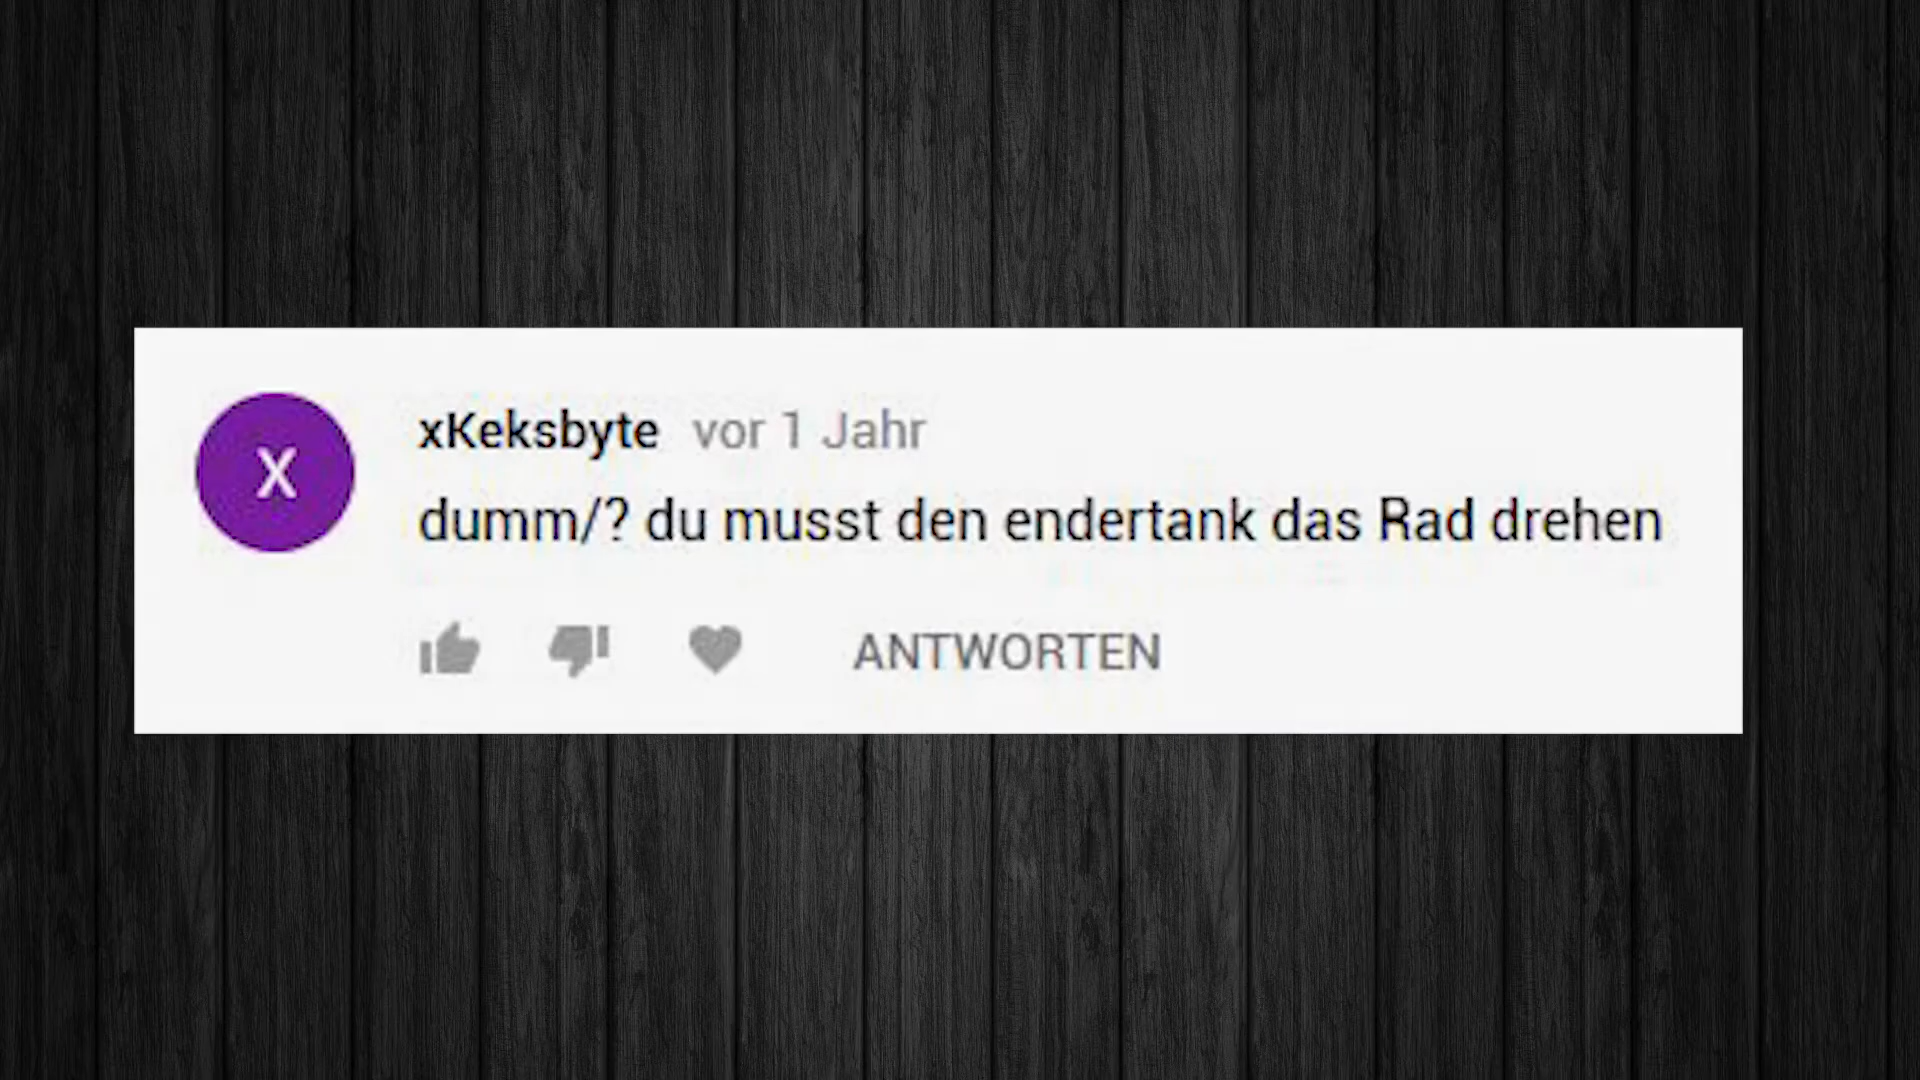 X
xKeksbyte vor 1 Jahr
dumm/? du musst den endertank das Rad drehen
ANTWORTEN